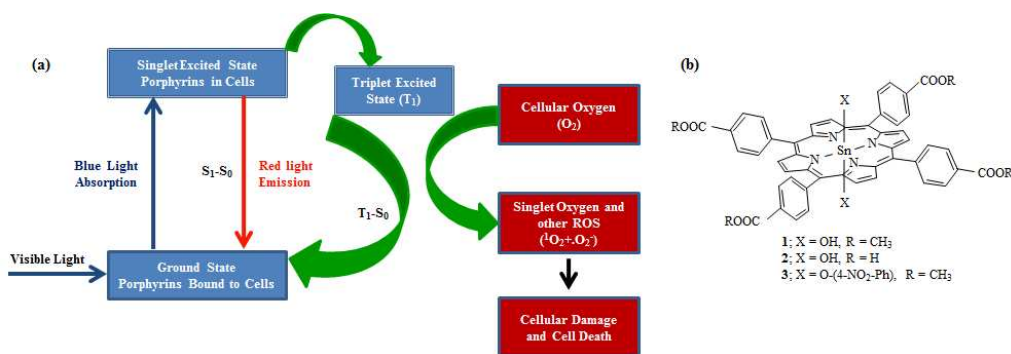 (a)
Singlet Excited State
Porphyrins in Cells
Triplet Excited
State (T₁)
Cellular Oxygen
(O₂)
Blue Light
Absorption
S₁-S₀
Red light
Emission
T₁-S₀
Singlet Oxygen and
other ROS
(¹O₂+.O₂⁻)
Visible Light
Ground State
Porphyrins Bound to Cells
Cellular Damage
and Cell Death
(b)
COOR
X
ROOC
N
Sn
N
N
N
COOR
X
ROOC
1; X = OH, R = CH₃
2; X = OH, R = H
3; X = O-(4-NO₂-Ph), R = CH₃